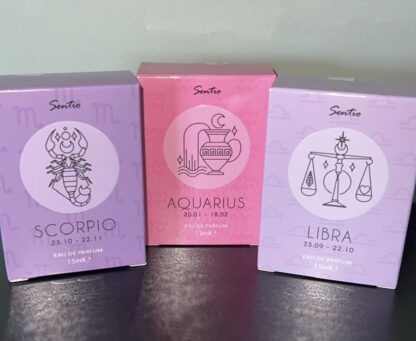 Sentio
SCORPIO
23.10 - 22.11
EAU DE PARFUM
15ml ℮
Sentio
AQUARIUS
20.01 - 18.02
EAU DE PARFUM
15ml ℮
Sentio
LIBRA
23.09 - 22.10
EAU DE PARFUM
15ml ℮